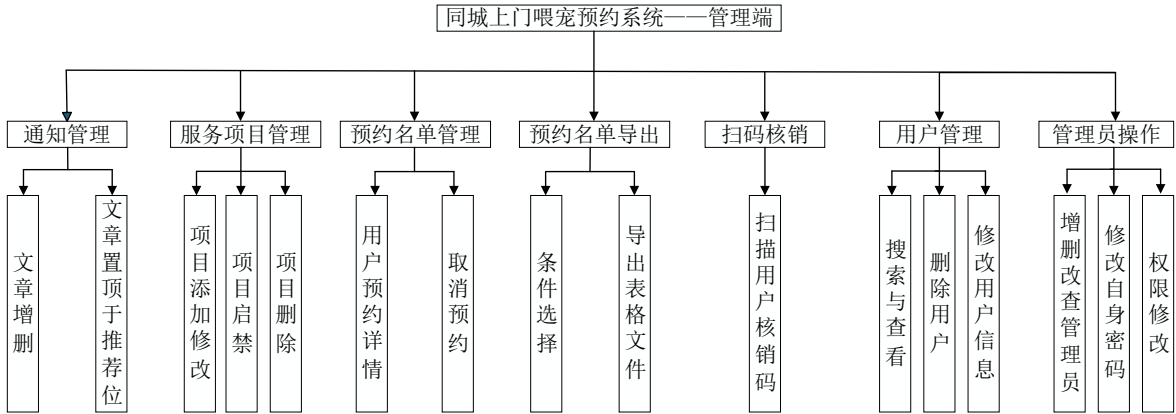 同城上门喂宠预约系统——管理端
通知管理
服务项目管理
预约名单管理
预约名单导出
扫码核销
用户管理
管理员操作
文章增删
文章置顶于推荐位
项目添加修改
项目启禁
项目删除
用户预约详情
取消预约
条件选择
导出表格文件
扫描用户核销码
搜索与查看
删除用户
修改用户信息
增删改查管理员
修改自身密码
权限修改